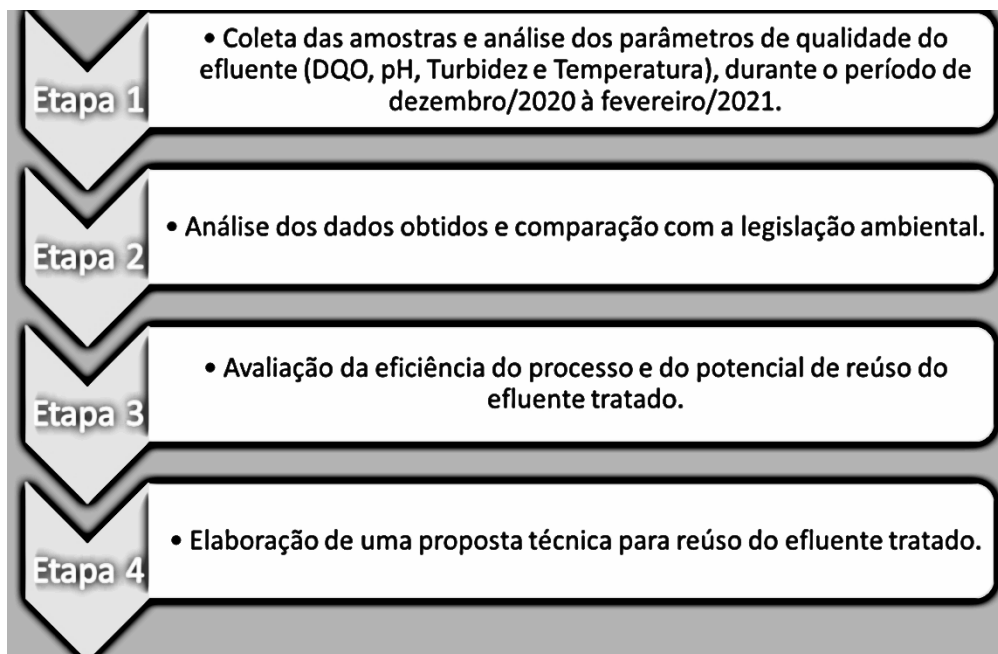 • Coleta das amostras e análise dos parâmetros de qualidade do
efluente (DQO, pH, Turbidez e Temperatura), durante o período de
dezembro/2020 à fevereiro/2021.
Etapa 1
• Análise dos dados obtidos e comparação com a legislação ambiental.
Etapa 2
• Avaliação da eficiência do processo e do potencial de reúso do
efluente tratado.
Etapa 3
• Elaboração de uma proposta técnica para reúso do efluente tratado.
Etapa 4